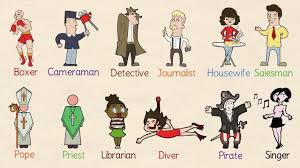 Boxer Cameraman Detective Journalist Housewife Salesman
Pope Priest Librarian Diver Pirate Singer